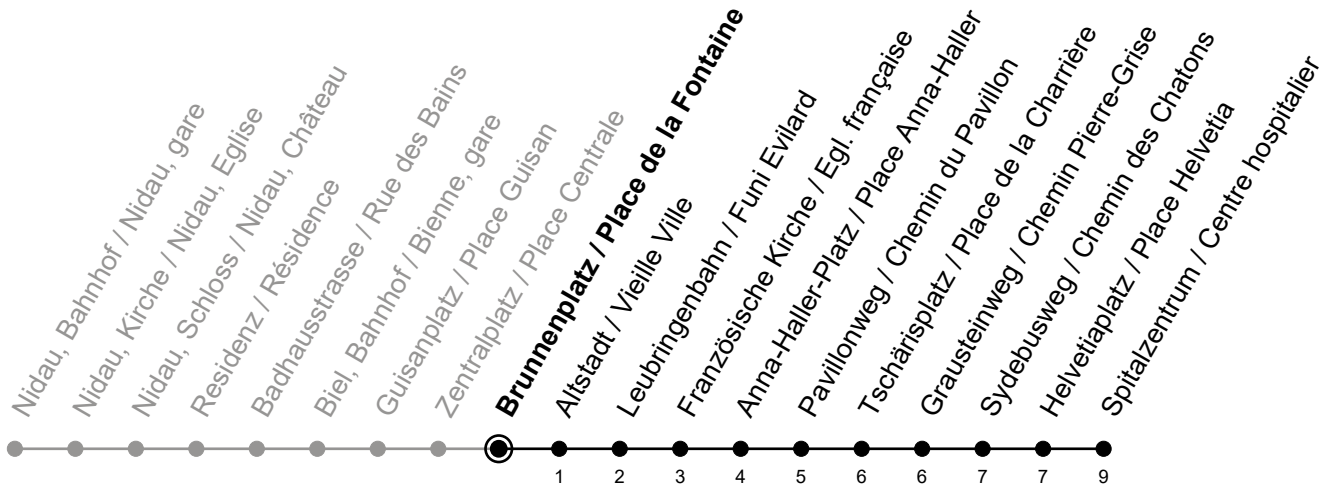 Nidau, Bahnhof / Nidau, gare
Nidau, Kirche / Nidau, Eglise
Nidau, Schloss / Nidau, Château
Residenz / Résidence
Badhausstrasse / Rue des Bains
Biel, Bahnhof / Bienne, gare
Guisanplatz / Place Guisan
Zentralplatz / Place Centrale
Brunnenplatz / Place de la Fontaine
Altstadt / Vieille Ville
Leubringenbahn / Funi Evilard
Französische Kirche / Egl. française
Anna-Haller-Platz / Place Anna-Haller
Pavillonweg / Chemin du Pavillon
Tschärisplatz / Place de la Charrière
Grausteinweg / Chemin Pierre-Grise
Sydebusweg / Chemin des Chatons
Helvetiaplatz / Place Helvetia
Spitalzentrum / Centre hospitalier
1 2 3 4 5 6 6 7 7 9